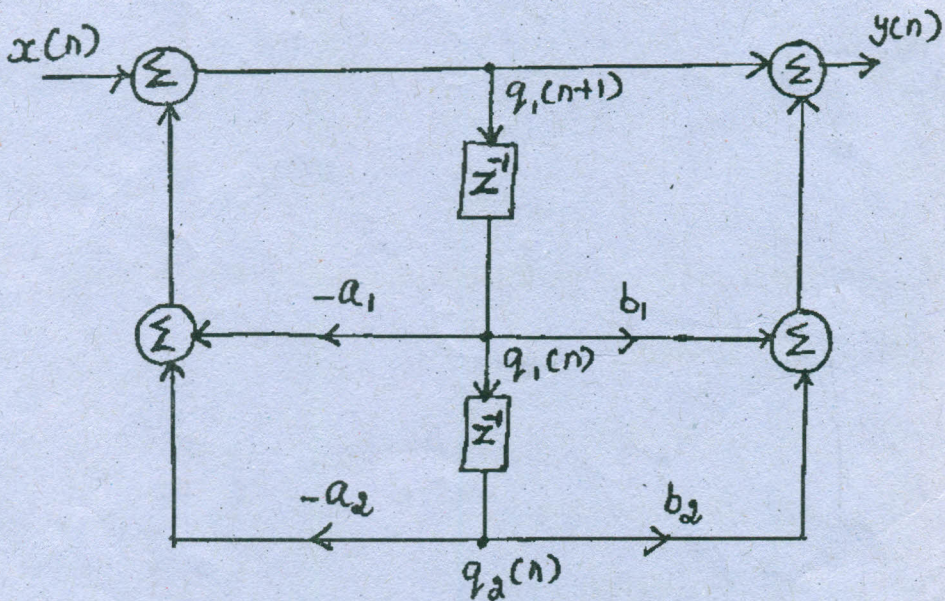 x(n)
Σ
Σ
y(n)
q₁(n+1)
z⁻¹
-a₁
b₁
Σ
Σ
q₁(n)
z⁻¹
-a₂
b₂
q₂(n)